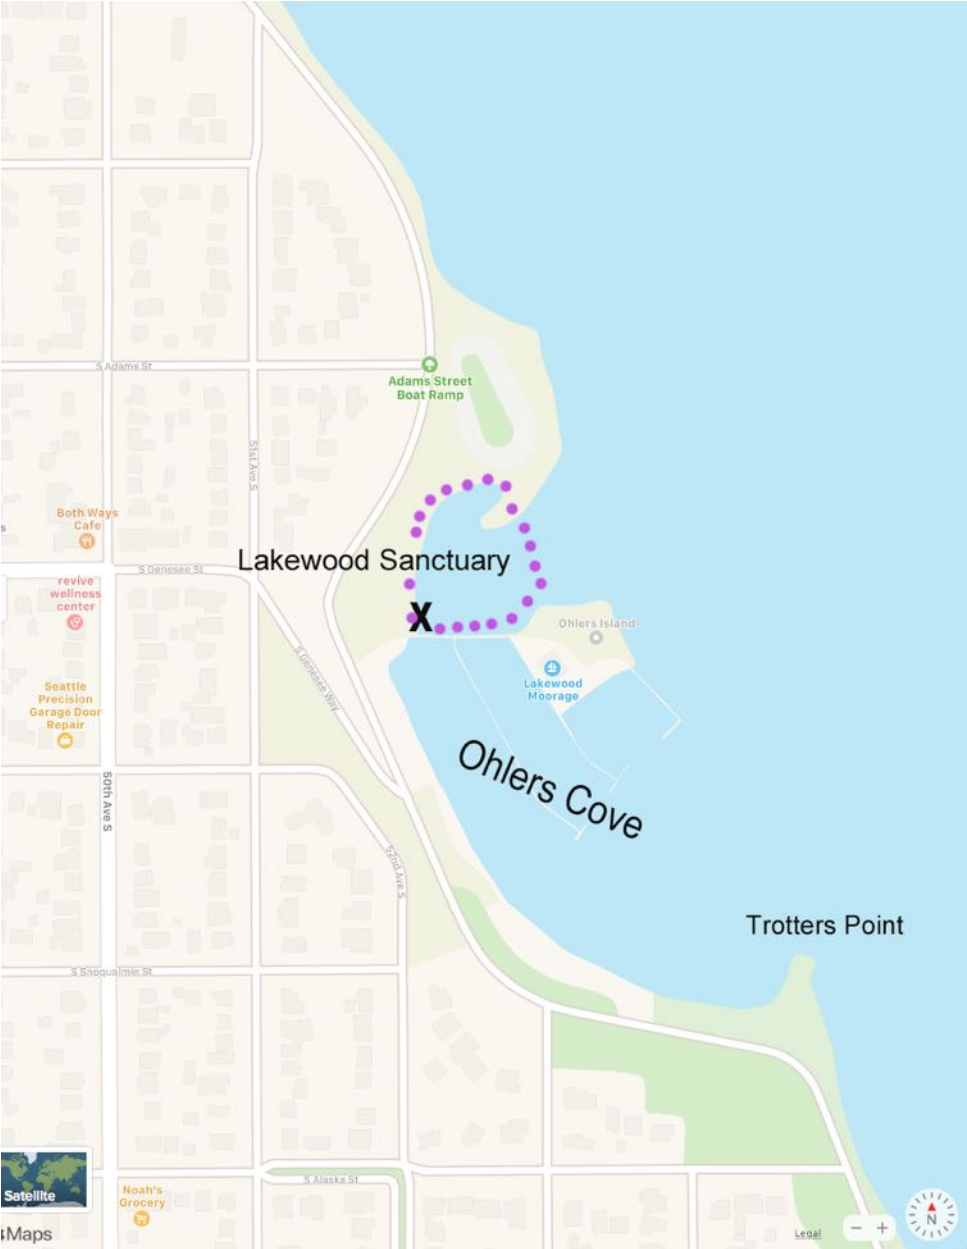 S Adams St
Adams Street
Boat Ramp
51st Ave S
Both Ways
Cafe
s
Lakewood Sanctuary
S Genesee St
revive
wellness
center
X
Ohlers Island
S Genesee Way
Lakewood
Moorage
Seattle
Precision
Garage Door
Repair
Ohlers Cove
50th Ave S
52nd Ave S
Trotters Point
S Snoqualmie St
Satellite
Noah's
Grocery
S Alaska St
N
Maps
Legal
− +